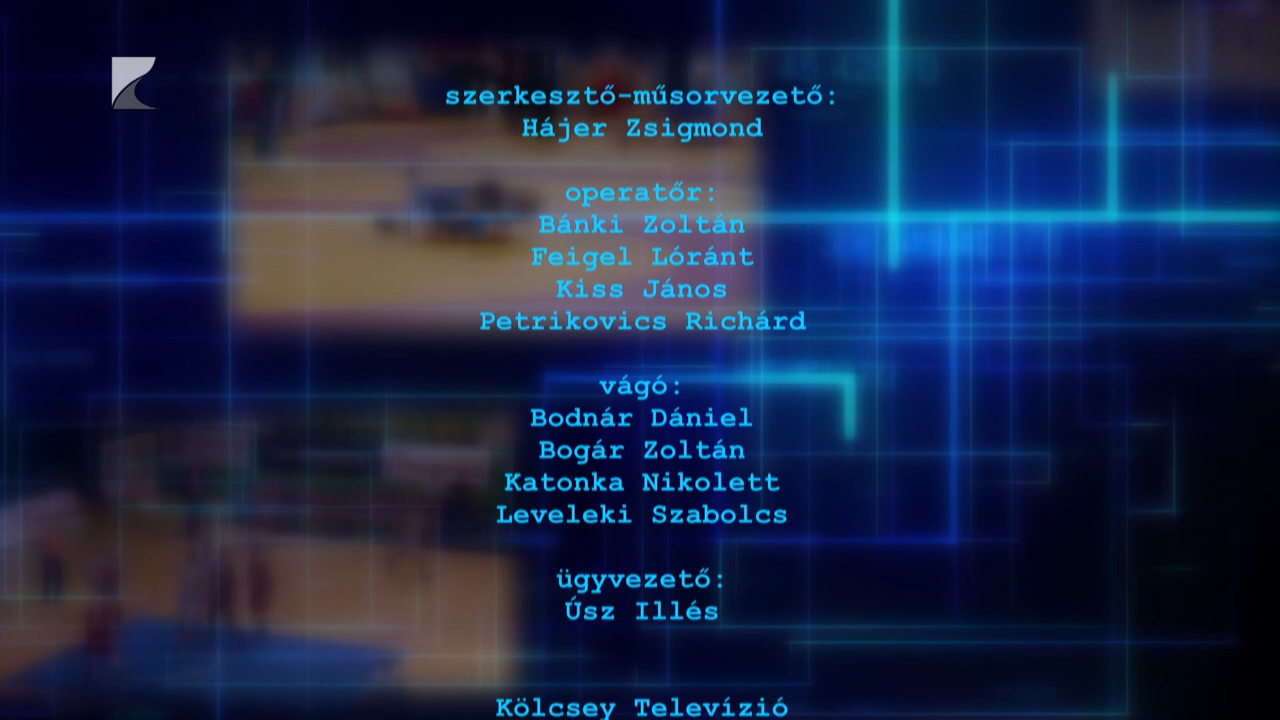 szerkesztő-műsorvezető:
Hájer Zsigmond
operatőr:
Bánki Zoltán
Feigel Lóránt
Kiss János
Petrikovics Richárd
vágó:
Bodnár Dániel
Bogár Zoltán
Katonka Nikolett
Leveleki Szabolcs
ügyvezető:
Úsz Illés
Kölcsey Televízió